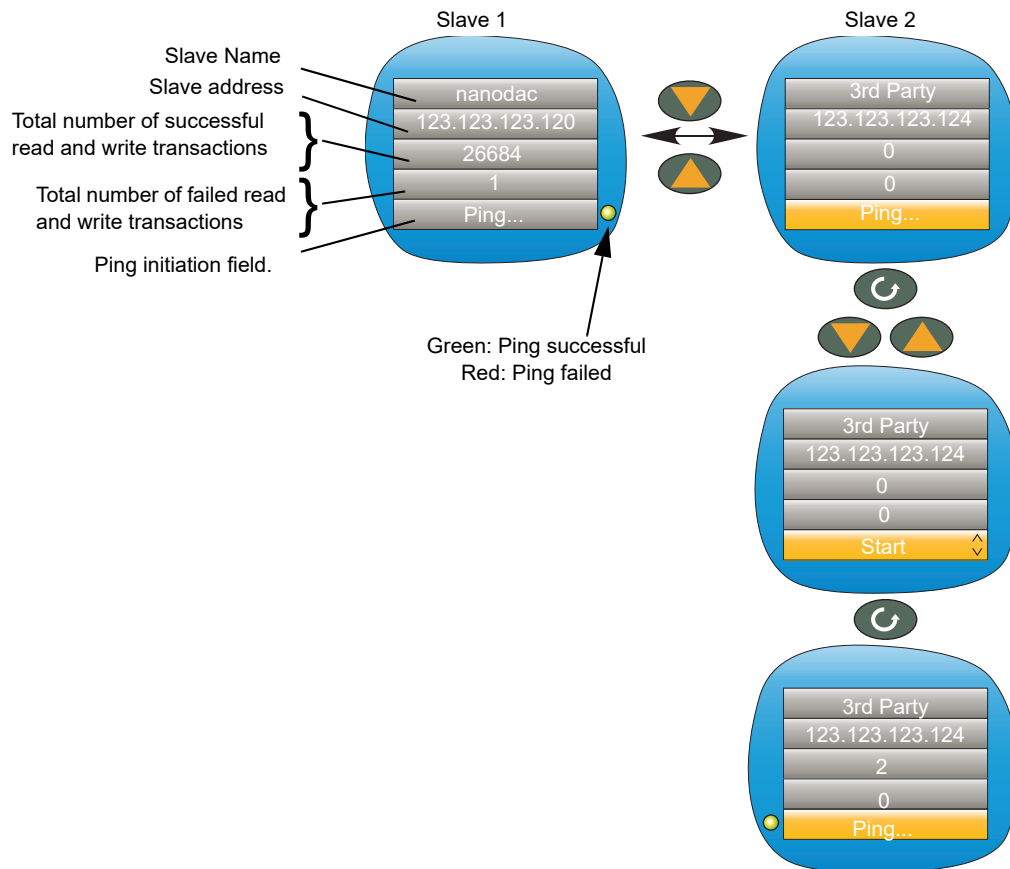 Slave 1
Slave Name
Slave address
Total number of successful
read and write transactions
Total number of failed read
and write transactions
Ping initiation field.
nanodac
123.123.123.120
26684
1
Ping...
Green: Ping successful
Red: Ping failed
Slave 2
3rd Party
123.123.123.124
0
0
Ping...
3rd Party
123.123.123.124
0
0
Start
3rd Party
123.123.123.124
2
0
Ping...